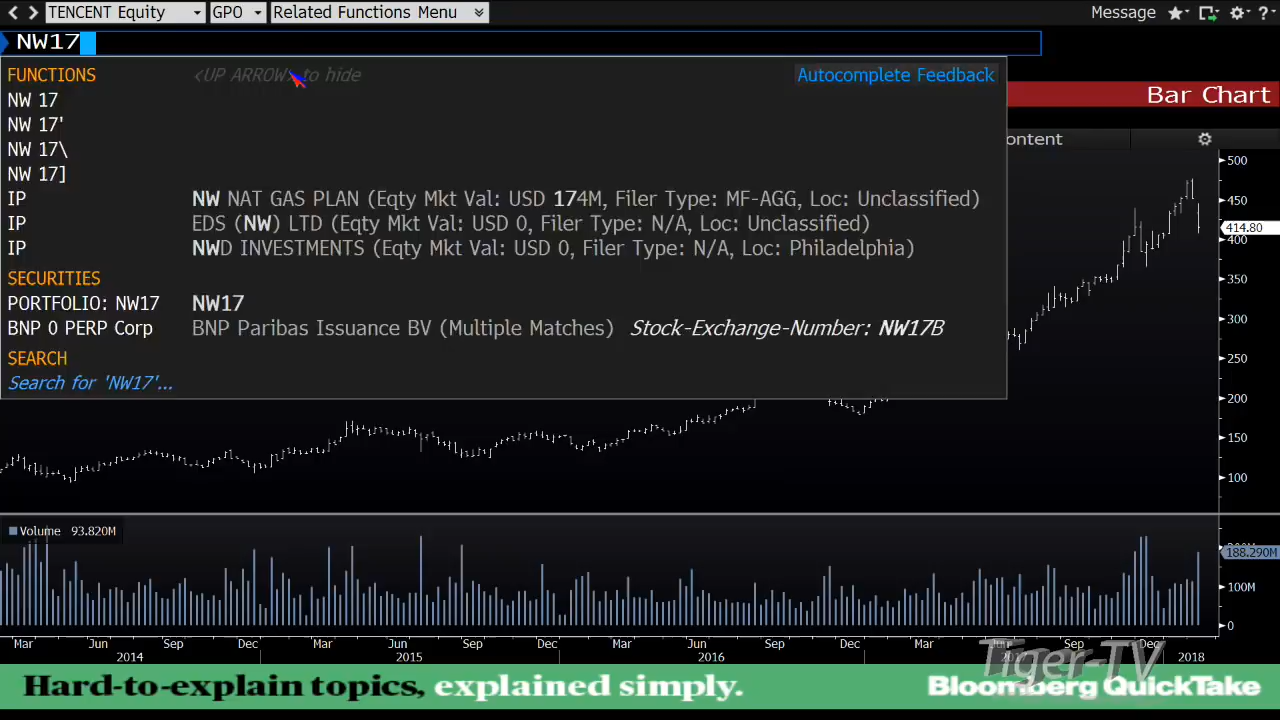 TENCENT Equity GPO Related Functions Menu Message
NW17
FUNCTIONS <UP ARROW> to hide Autocomplete Feedback
NW 17
Bar Chart
NW 17'
ontent
NW 17\
NW 17]
IP NW NAT GAS PLAN (Eqty Mkt Val: USD 174M, Filer Type: MF-AGG, Loc: Unclassified)
IP EDS (NW) LTD (Eqty Mkt Val: USD 0, Filer Type: N/A, Loc: Unclassified)
IP NWD INVESTMENTS (Eqty Mkt Val: USD 0, Filer Type: N/A, Loc: Philadelphia)
SECURITIES
PORTFOLIO: NW17 NW17
BNP 0 PERP Corp BNP Paribas Issuance BV (Multiple Matches) Stock-Exchange-Number: NW17B
SEARCH
Search for 'NW17'...
500
450
414.80
400
350
300
250
200
150
100
Volume 93.820M
188.290M
100M
0
Mar Jun Sep Dec Mar Jun Sep Dec Mar Jun Sep Dec Mar Jun Sep Dec
2014 2015 2016 2017 2018
Tiger-TV
Hard-to-explain topics, explained simply. Bloomberg QuickTake